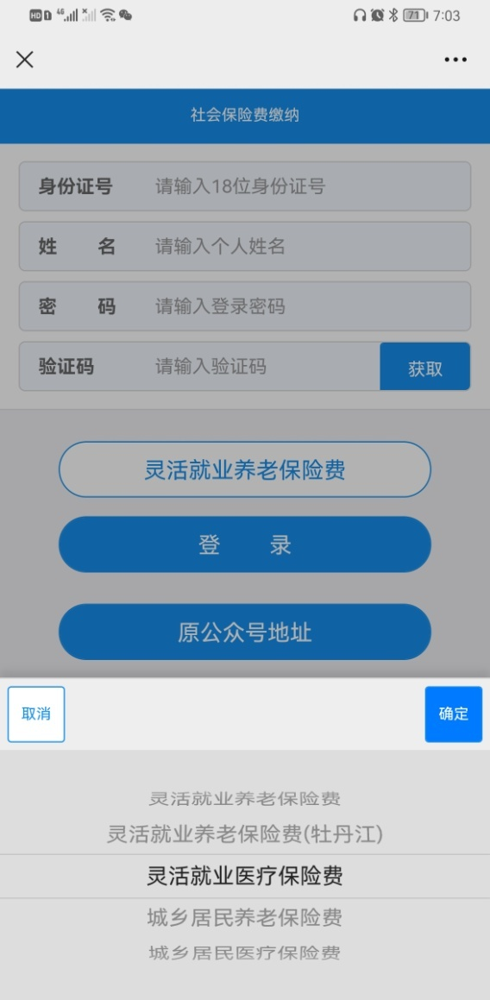 HD 1 4G 71 7:03
社会保险费缴纳
身份证号 请输入18位身份证号
姓 名 请输入个人姓名
密 码 请输入登录密码
验证码 请输入验证码 获取
灵活就业养老保险费
登 录
原公众号地址
取消 确定
灵活就业养老保险费
灵活就业养老保险费(牡丹江)
灵活就业医疗保险费
城乡居民养老保险费
城乡居民医疗保险费